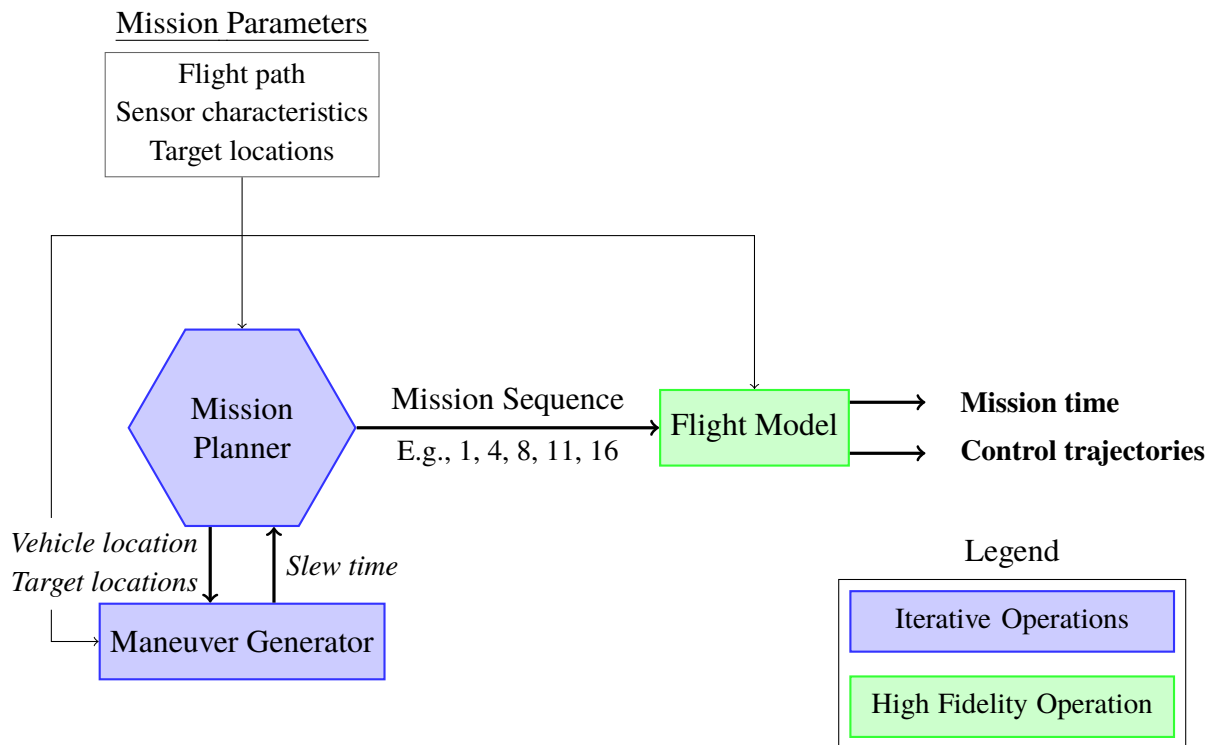 Mission Parameters
Flight path
Sensor characteristics
Target locations
Mission
Planner
Mission Sequence
E.g., 1, 4, 8, 11, 16
Flight Model
Mission time
Control trajectories
Vehicle location
Target locations
Slew time
Maneuver Generator
Legend
Iterative Operations
High Fidelity Operation